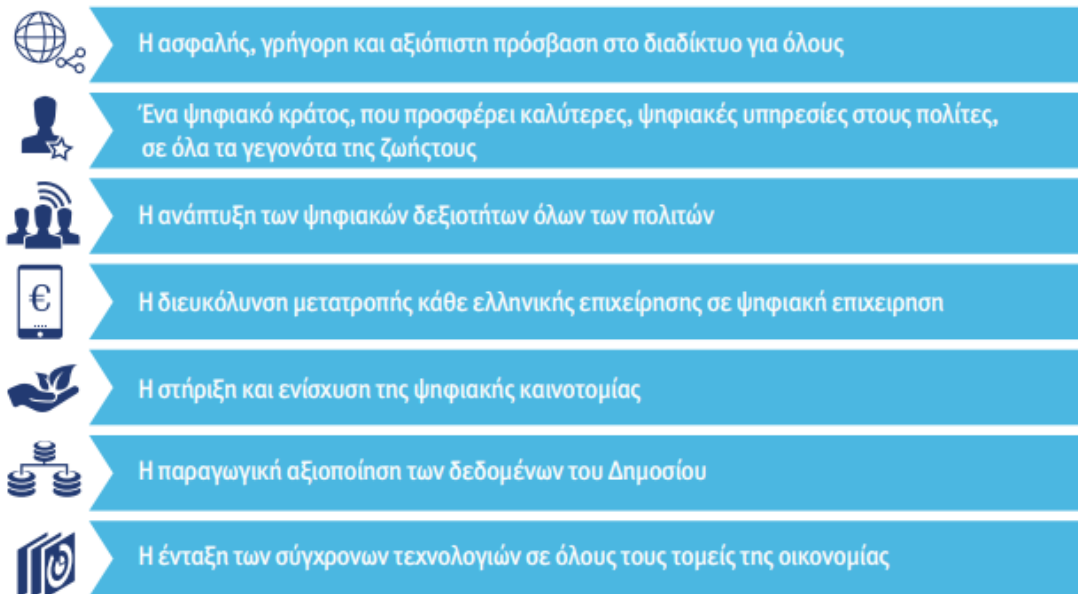 Η ασφαλής, γρήγορη και αξιόπιστη πρόσβαση στο διαδίκτυο για όλους
Ένα ψηφιακό κράτος, που προσφέρει καλύτερες, ψηφιακές υπηρεσίες στους πολίτες,
σε όλα τα γεγονότα της ζωήςτους
Η ανάπτυξη των ψηφιακών δεξιοτήτων όλων των πολιτών
€
Η διευκόλυνση μετατροπής κάθε ελληνικής επιχείρησης σε ψηφιακή επιχειρηση
Η στήριξη και ενίσχυση της ψηφιακής καινοτομίας
Η παραγωγική αξιοποίηση των δεδομένων του Δημοσίου
Η ένταξη των σύγχρονων τεχνολογιών σε όλους τους τομείς της οικονομίας